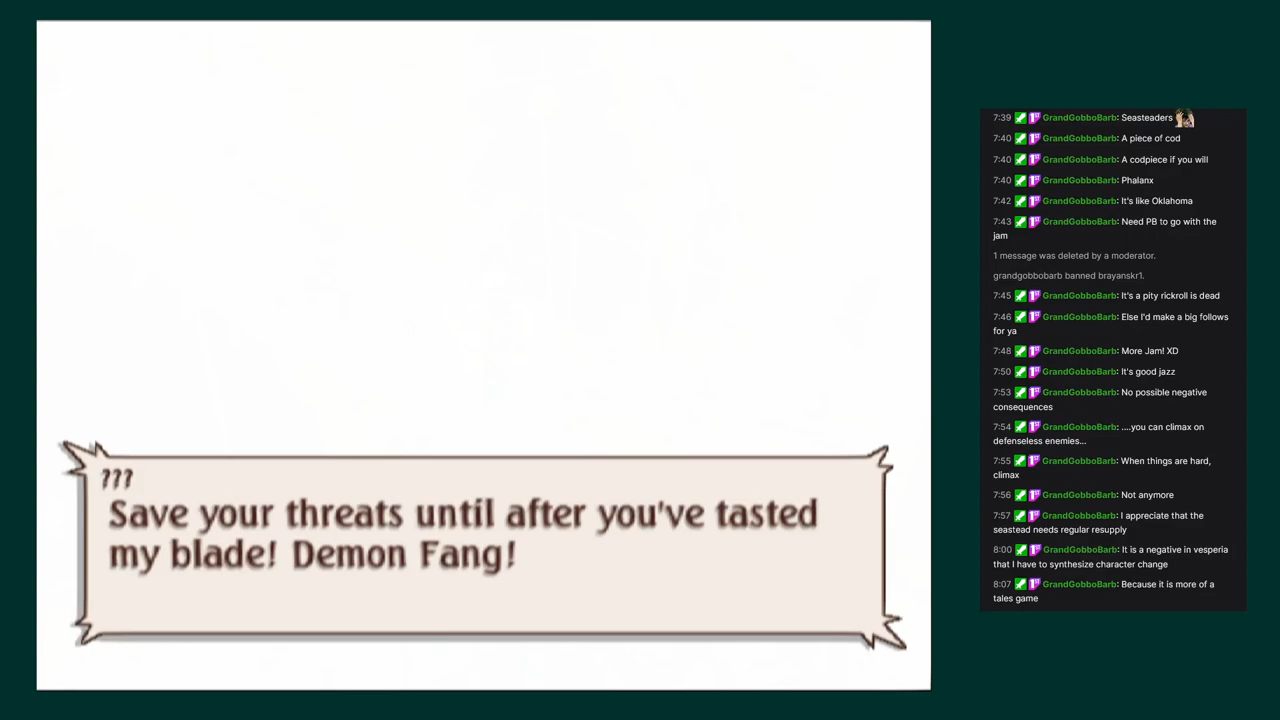 ???
Save your threats until after you've tasted
my blade! Demon Fang!
7:39 GrandGobboBarb: Seasteaders
7:40 GrandGobboBarb: A piece of cod
7:40 GrandGobboBarb: A codpiece if you will
7:40 GrandGobboBarb: Phalanx
7:42 GrandGobboBarb: It's like Oklahoma
7:43 GrandGobboBarb: Need PB to go with the
jam
1 message was deleted by a moderator.
grandgobbobarb banned brayanskr1.
7:45 GrandGobboBarb: It's a pity rickroll is dead
7:46 GrandGobboBarb: Else I'd make a big follows
for ya
7:48 GrandGobboBarb: More Jam! XD
7:50 GrandGobboBarb: It's good jazz
7:53 GrandGobboBarb: No possible negative
consequences
7:54 GrandGobboBarb: ....you can climax on
defenseless enemies...
7:55 GrandGobboBarb: When things are hard,
climax
7:56 GrandGobboBarb: Not anymore
7:57 GrandGobboBarb: I appreciate that the
seastead needs regular resupply
8:00 GrandGobboBarb: It is a negative in vesperia
that I have to synthesize character change
8:07 GrandGobboBarb: Because it is more of a
tales game